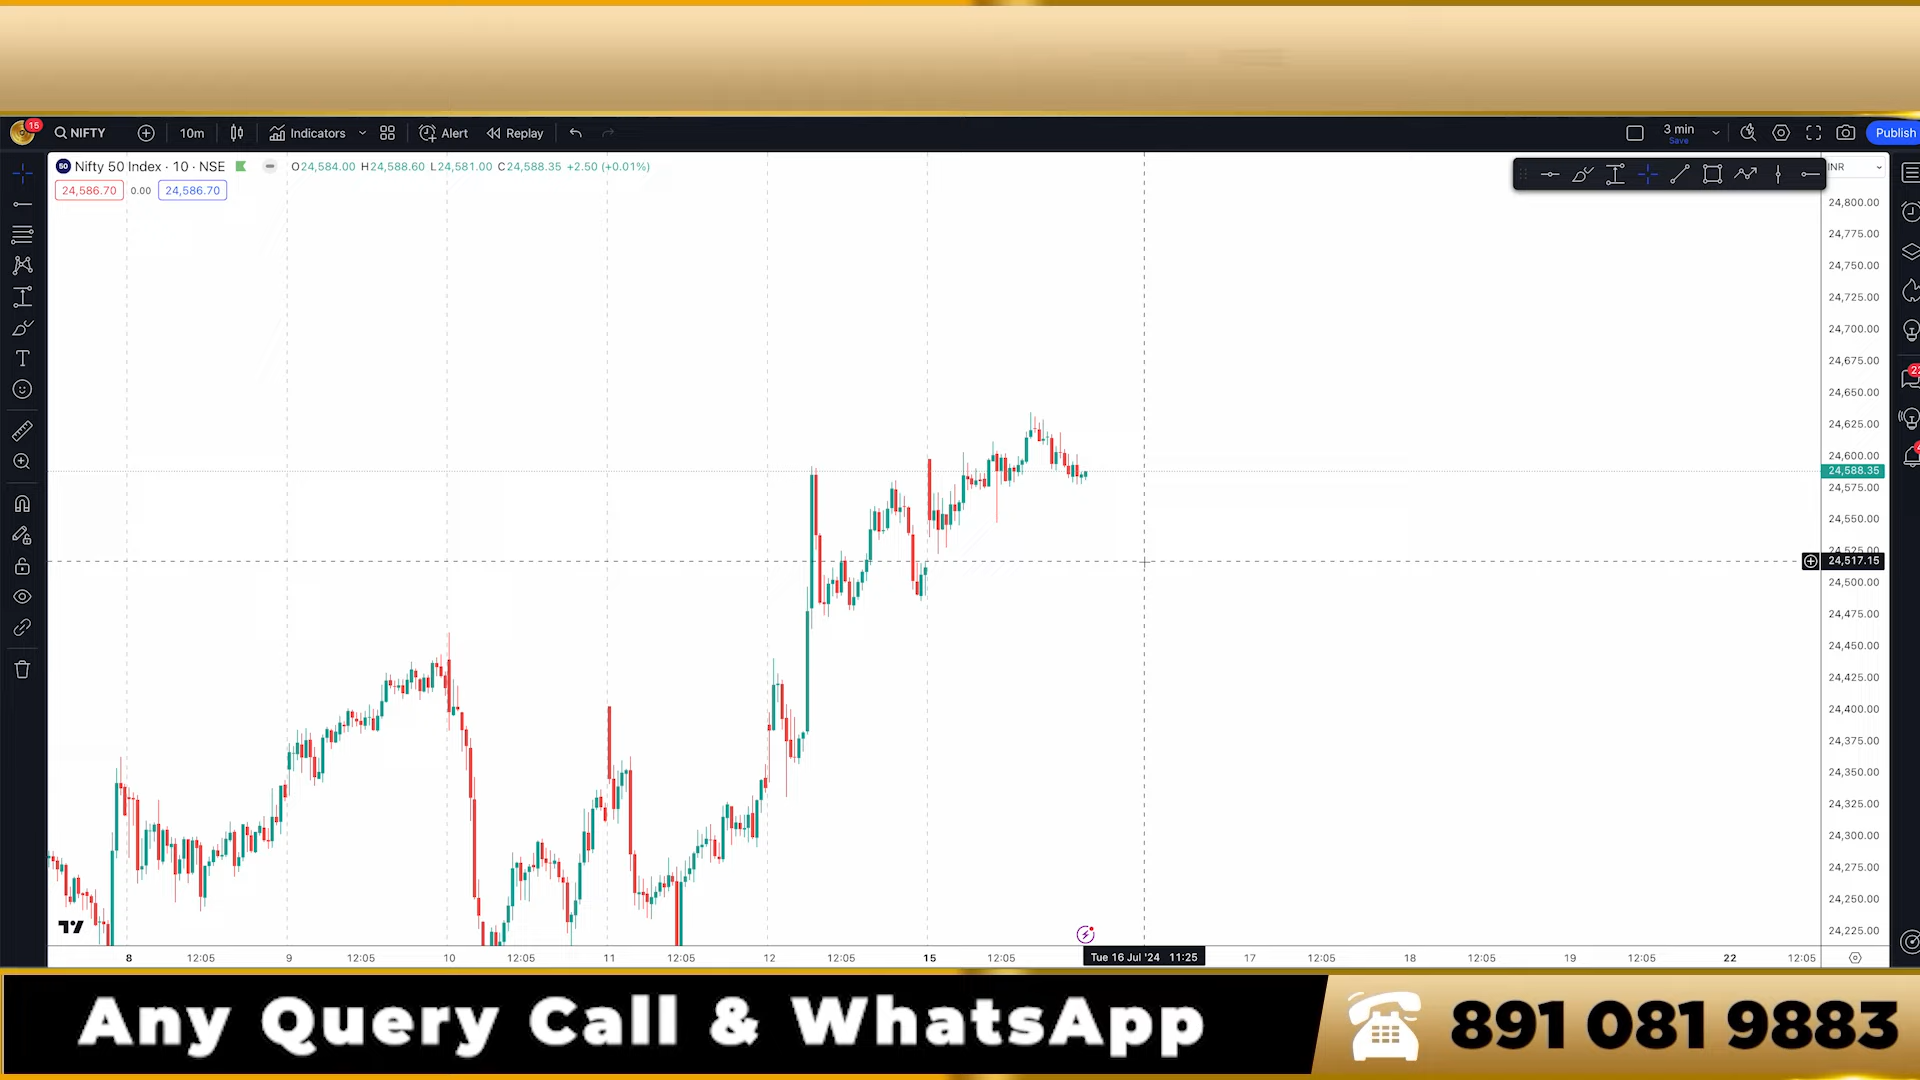 15
NIFTY
10m
Indicators
Alert
Replay
3 min
Save
Publish
50 Nifty 50 Index · 10 · NSE
O24,584.00 H24,588.60 L24,581.00 C24,588.35 +2.50 (+0.01%)
24,586.70 0.00 24,586.70
INR
24,800.00
24,775.00
24,750.00
24,725.00
24,700.00
24,675.00
24,650.00
24,625.00
24,600.00
24,588.35
24,575.00
24,550.00
24,525.00
24,517.15
24,500.00
24,475.00
24,450.00
24,425.00
24,400.00
24,375.00
24,350.00
24,325.00
24,300.00
24,275.00
24,250.00
24,225.00
8 12:05 9 12:05 10 12:05 11 12:05 12 12:05 15 12:05 Tue 16 Jul '24 11:25 17 12:05 18 12:05 19 12:05 22 12:05
Any Query Call & WhatsApp 891 081 9883